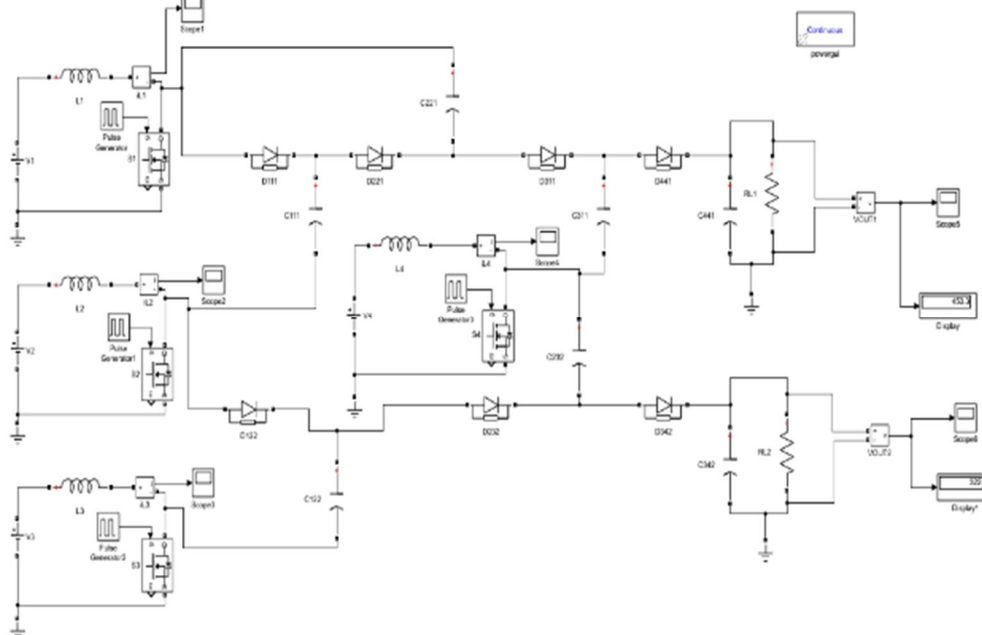 Scope1
Continuous
powergui
L1
iL1
C221
Pulse
Generator
S1
V1
D111
D221
D311
D441
C111
C311
C441
RL1
VOUT1
Scope5
L4
iL4
Scope4
L2
iL2
Scope2
Pulse
Generator3
S4
V4
Display
Pulse
Generator1
S2
V2
C232
D232
D342
C342
RL2
VOUT2
Scope6
Display1
L3
iL3
Scope3
C122
Pulse
Generator2
S3
V3